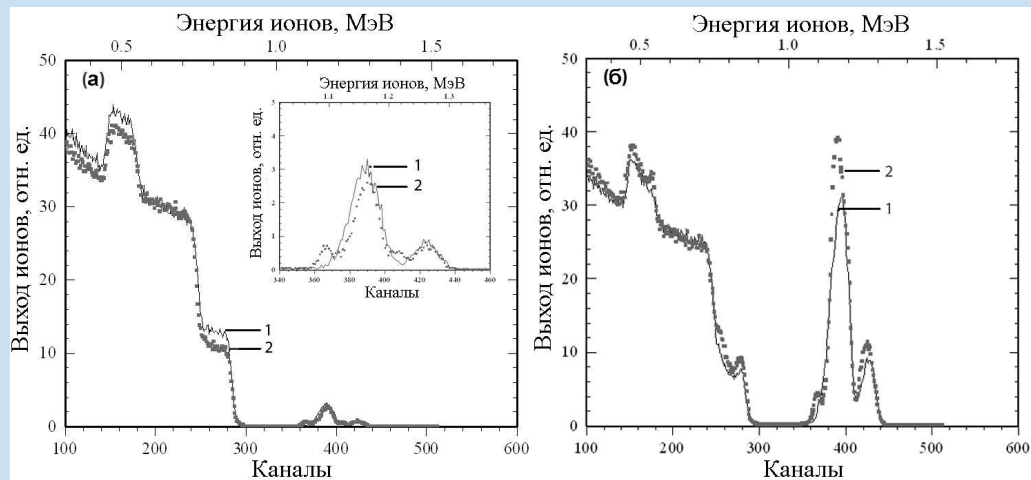 Энергия ионов, МэВ
0.5 1.0 1.5
(а)
Выход ионов, отн. ед.
50
40
30
20
10
0
100 200 300 400 500 600
Каналы
1
2
Энергия ионов, МэВ
1.1 1.2 1.3
Выход ионов, отн. ед.
5
4
3
2
1
0
340 360 380 400 420 440 460
Каналы
1
2
Энергия ионов, МэВ
0.5 1.0 1.5
(б)
Выход ионов, отн. ед.
50
40
30
20
10
0
100 200 300 400 500 600
Каналы
2
1